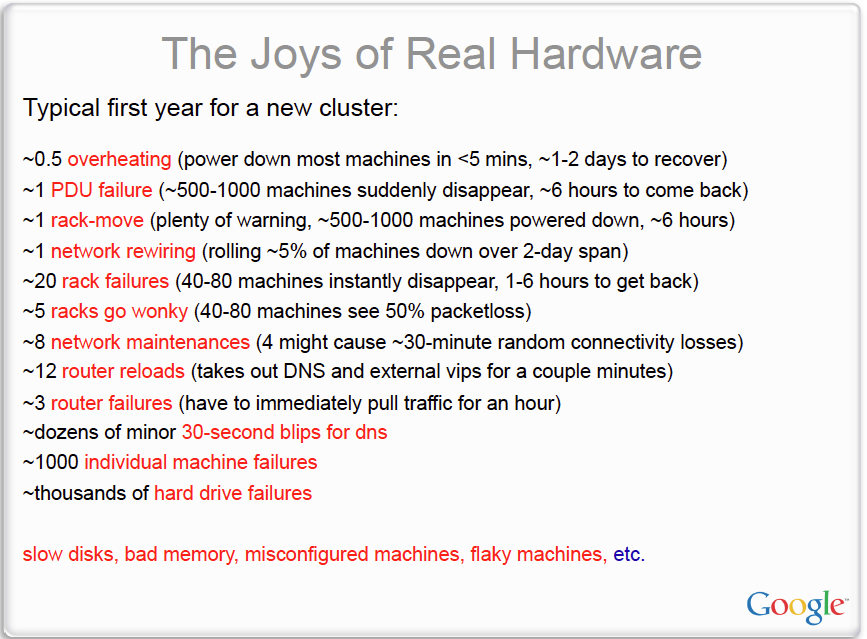 The Joys of Real Hardware
Typical first year for a new cluster:
~0.5 overheating (power down most machines in <5 mins, ~1-2 days to recover)
~1 PDU failure (~500-1000 machines suddenly disappear, ~6 hours to come back)
~1 rack-move (plenty of warning, ~500-1000 machines powered down, ~6 hours)
~1 network rewiring (rolling ~5% of machines down over 2-day span)
~20 rack failures (40-80 machines instantly disappear, 1-6 hours to get back)
~5 racks go wonky (40-80 machines see 50% packetloss)
~8 network maintenances (4 might cause ~30-minute random connectivity losses)
~12 router reloads (takes out DNS and external vips for a couple minutes)
~3 router failures (have to immediately pull traffic for an hour)
~dozens of minor 30-second blips for dns
~1000 individual machine failures
~thousands of hard drive failures
slow disks, bad memory, misconfigured machines, flaky machines, etc.
Google™